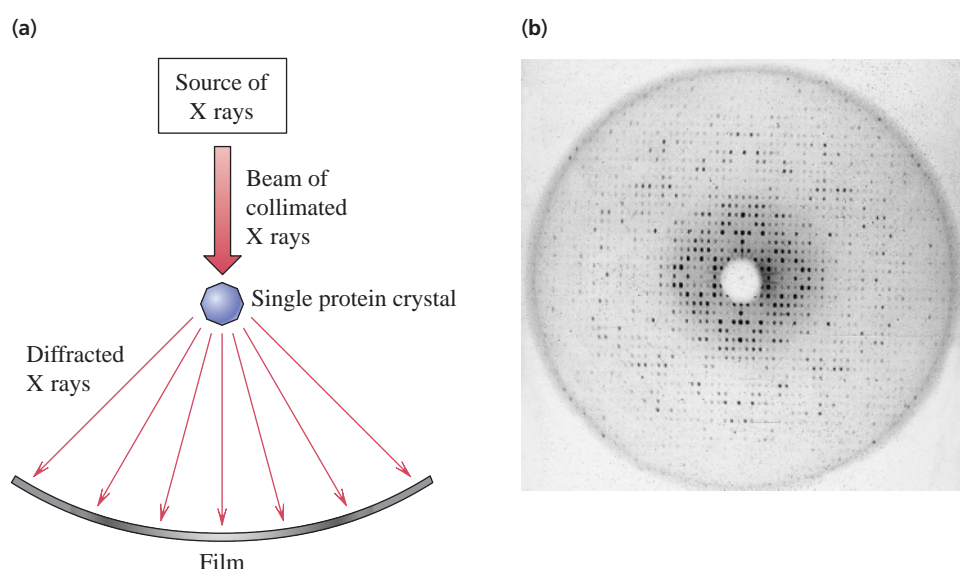 (a)
Source of
X rays
Beam of
collimated
X rays
Single protein crystal
Diffracted
X rays
Film
(b)